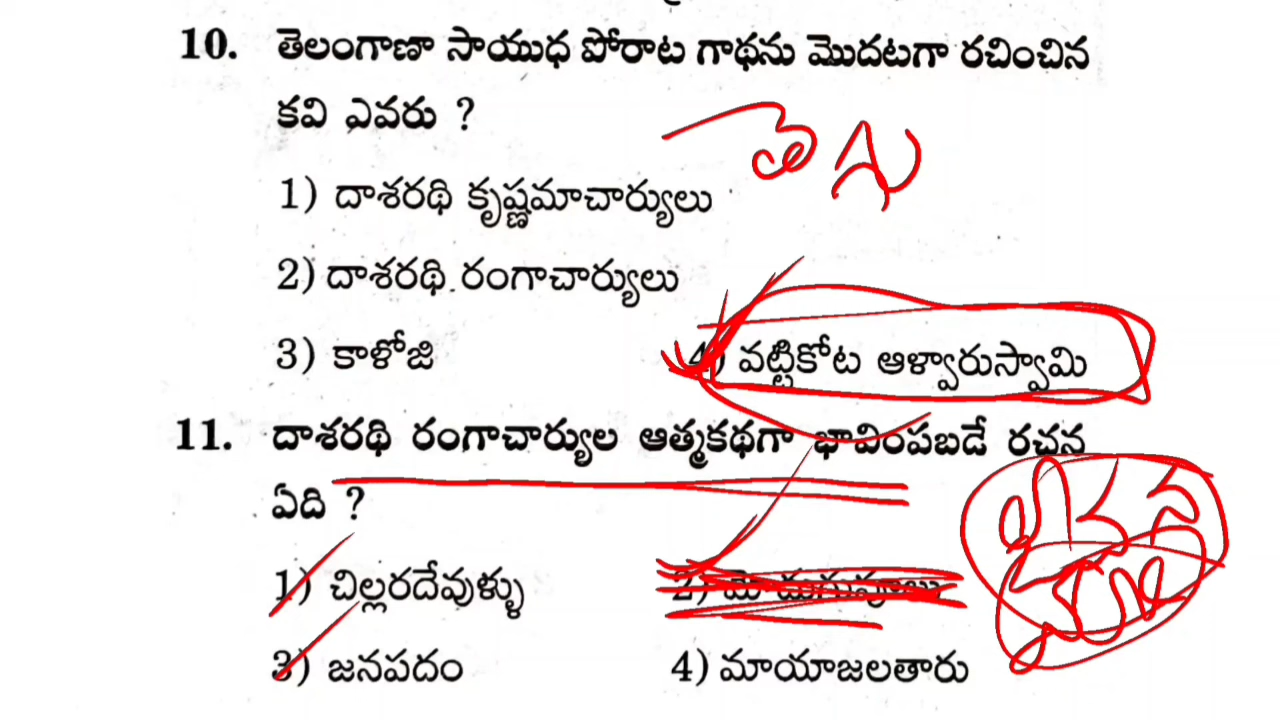 10. తెలంగాణా సాయుధ పోరాట గాథను మొదటగా రచించిన
కవి ఎవరు ?
1) దాశరథి కృష్ణమాచార్యులు
2) దాశరథి రంగాచార్యులు
3) కాళోజి 4) వట్టికోట ఆళ్వారుస్వామి
11. దాశరథి రంగాచార్యుల ఆత్మకథగా భావింపబడే రచన
ఏది ?
1) చిల్లరదేవుళ్ళు 2) మోదుగుపూలు
3) జనపదం 4) మాయాజలతారు